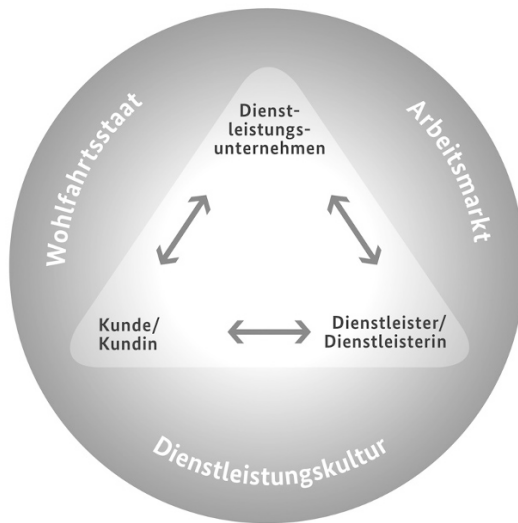 Wohlfahrtsstaat
Arbeitsmarkt
Dienst-
leistungs-
unternehmen
Kunde/
Kundin
Dienstleister/
Dienstleisterin
Dienstleistungskultur